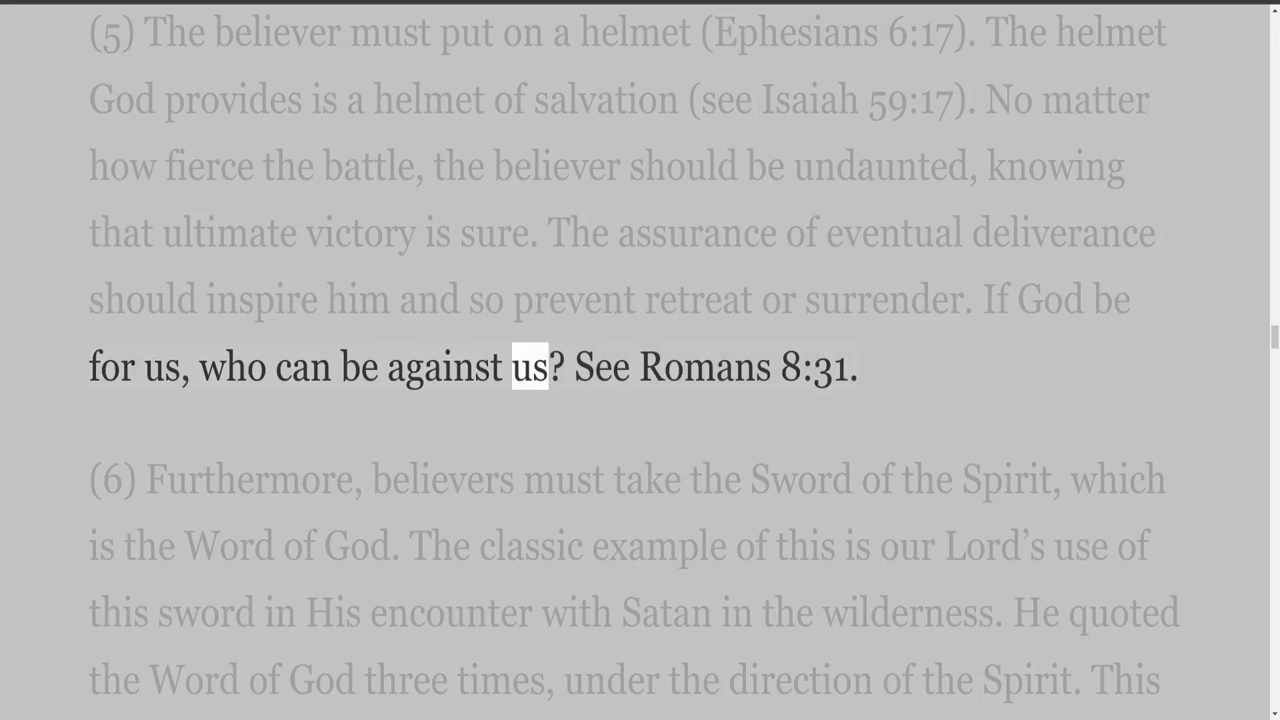 (5) The believer must put on a helmet (Ephesians 6:17). The helmet
God provides is a helmet of salvation (see Isaiah 59:17). No matter
how fierce the battle, the believer should be undaunted, knowing
that ultimate victory is sure. The assurance of eventual deliverance
should inspire him and so prevent retreat or surrender. If God be
for us, who can be against us? See Romans 8:31.
(6) Furthermore, believers must take the Sword of the Spirit, which
is the Word of God. The classic example of this is our Lord’s use of
this sword in His encounter with Satan in the wilderness. He quoted
the Word of God three times, under the direction of the Spirit. This